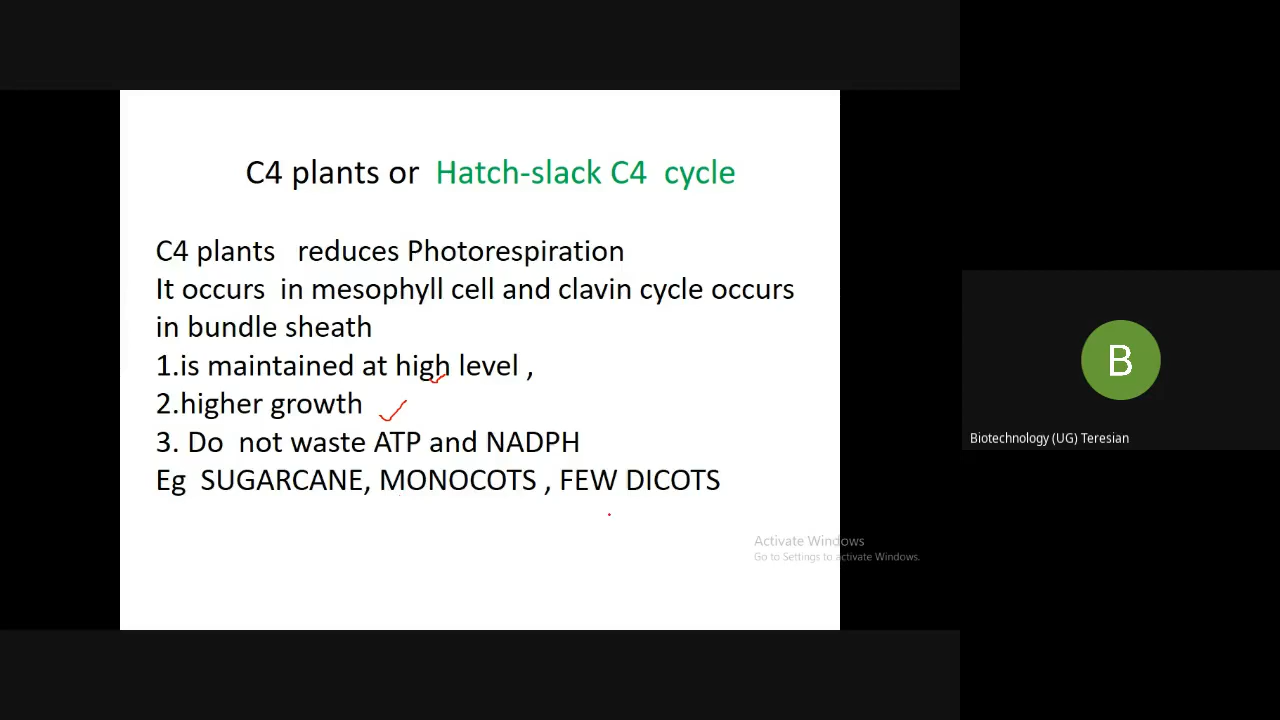 C4 plants or Hatch-slack C4 cycle
C4 plants reduces Photorespiration
It occurs in mesophyll cell and clavin cycle occurs
in bundle sheath
1.is maintained at high level ,
2.higher growth
3. Do not waste ATP and NADPH
Eg SUGARCANE, MONOCOTS , FEW DICOTS
Activate Windows
Go to Settings to activate Windows.
B
Biotechnology (UG) Teresian